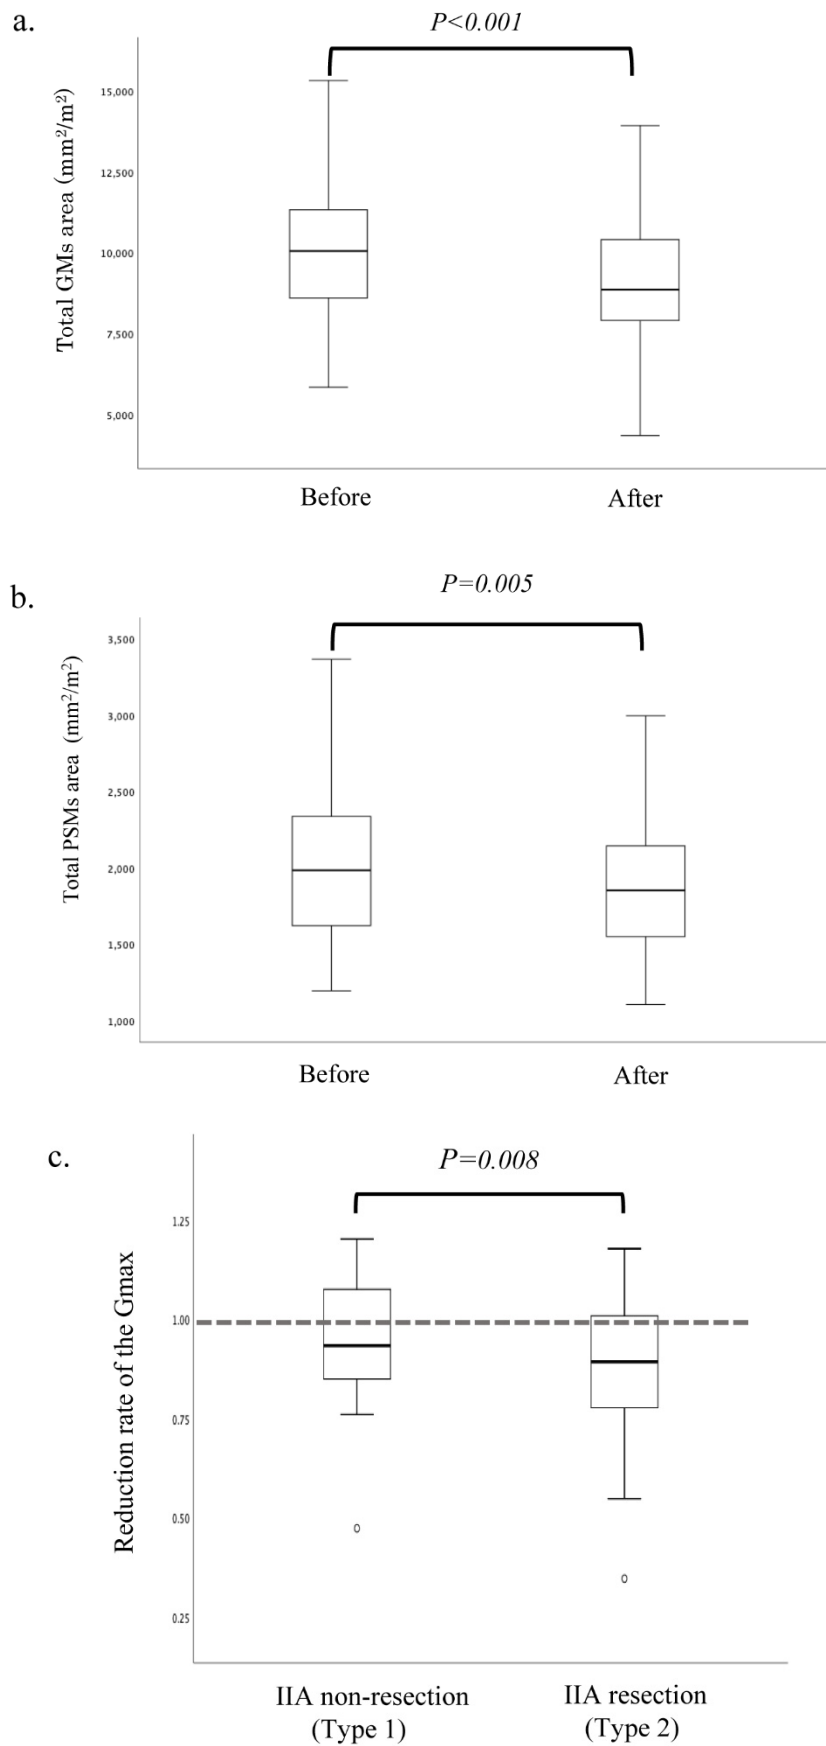 a.
P<0.001
Total GMs area (mm²/m²)
15,000
12,500
10,000
7,500
5,000
Before
After
b.
P=0.005
Total PSMs area (mm²/m²)
3,500
3,000
2,500
2,000
1,500
1,000
Before
After
c.
P=0.008
Reduction rate of the Gmax
1.25
1.00
0.75
0.50
0.25
IIA non-resection
(Type 1)
IIA resection
(Type 2)